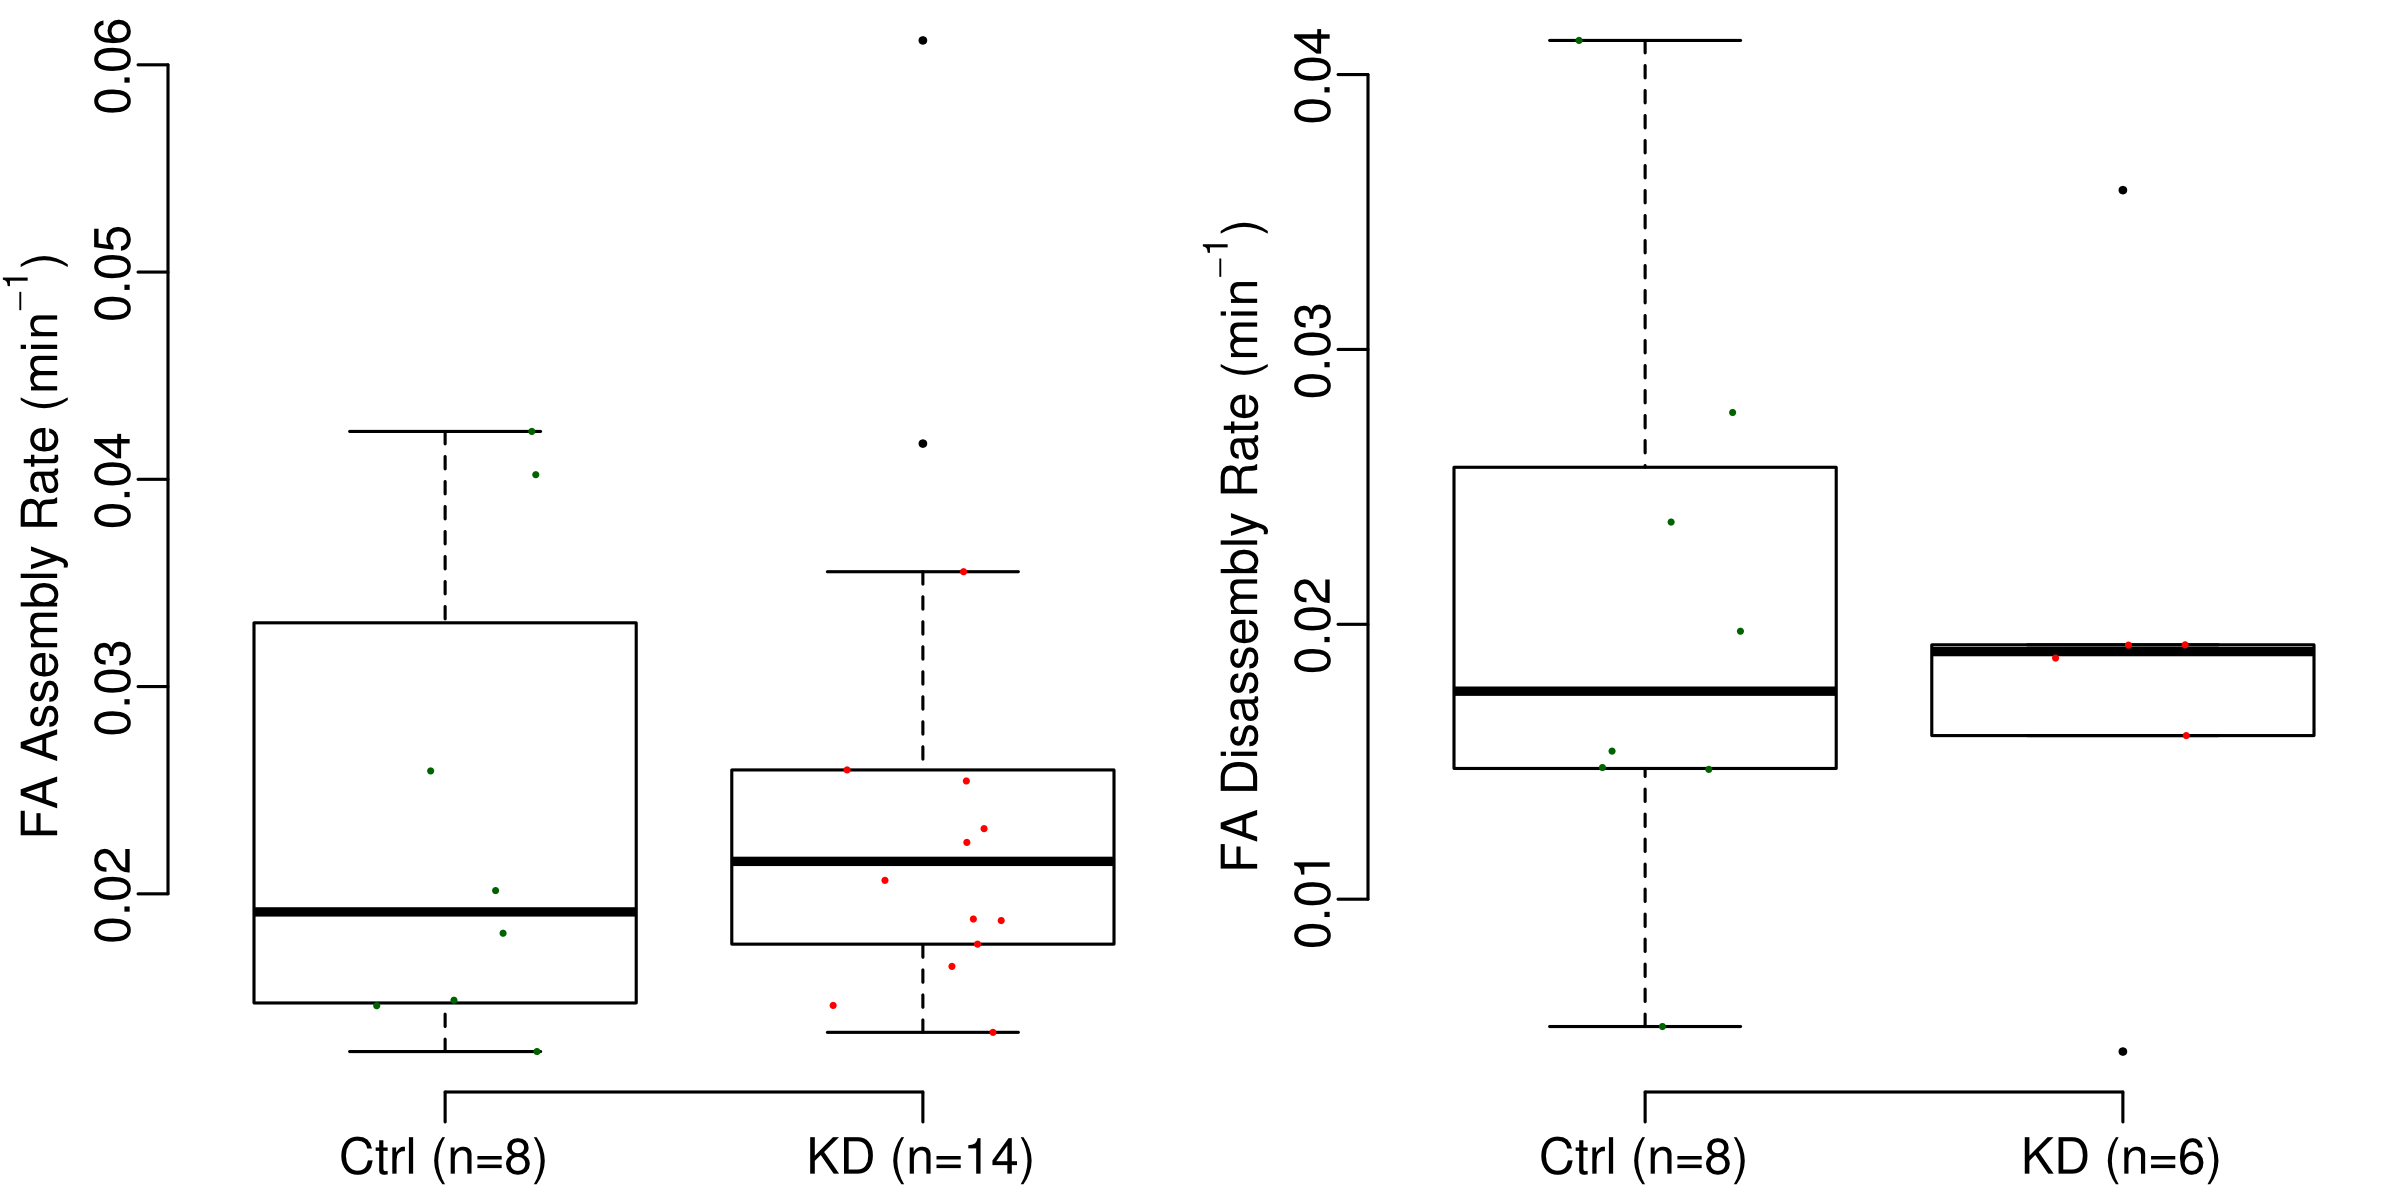 FA Assembly Rate (min⁻¹)
0.06
0.05
0.04
0.03
0.02
Ctrl (n=8)
KD (n=14)
FA Disassembly Rate (min⁻¹)
0.04
0.03
0.02
0.01
Ctrl (n=8)
KD (n=6)